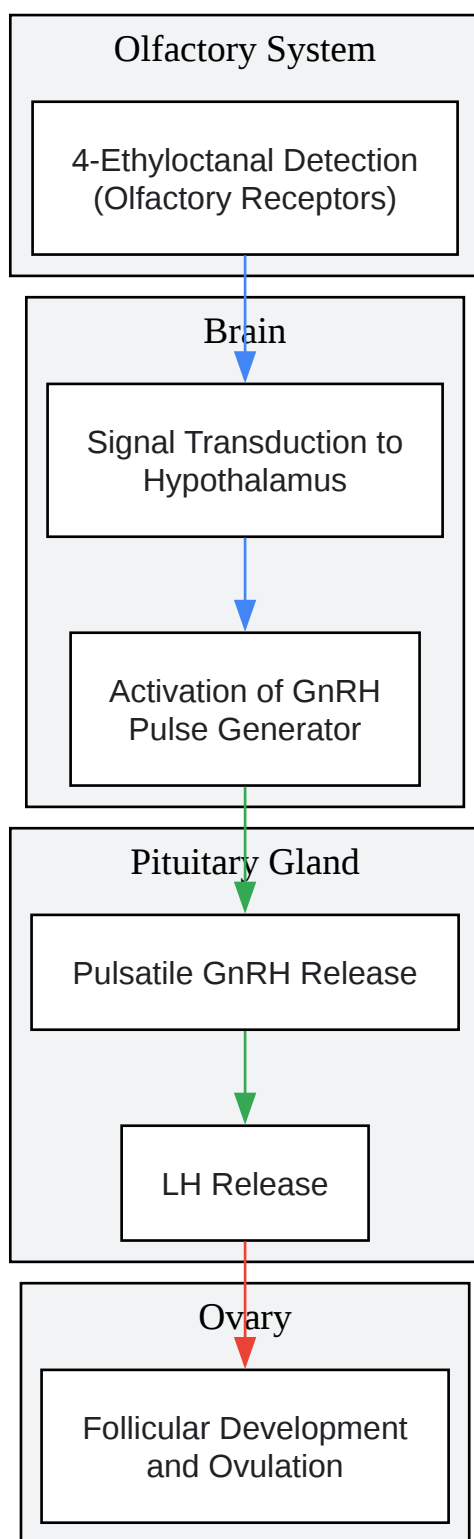 Olfactory System
4-Ethyloctanal Detection
(Olfactory Receptors)
Brain
Signal Transduction to
Hypothalamus
Activation of GnRH
Pulse Generator
Pituitary Gland
Pulsatile GnRH Release
LH Release
Ovary
Follicular Development
and Ovulation